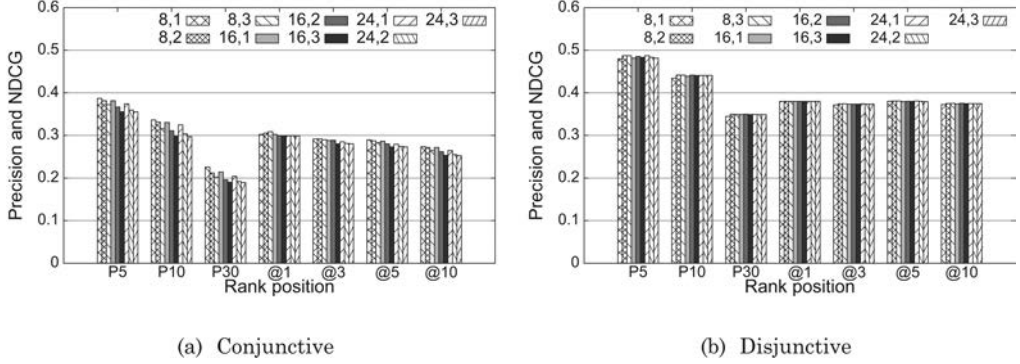 0.6
0.5
0.4
0.3
0.2
0.1
0
Precision and NDCG
8,1 8,3 16,2 24,1 24,3
8,2 16,1 16,3 24,2
P5 P10 P30 @1 @3 @5 @10
Rank position
(a) Conjunctive
0.6
0.5
0.4
0.3
0.2
0.1
0
Precision and NDCG
8,1 8,3 16,2 24,1 24,3
8,2 16,1 16,3 24,2
P5 P10 P30 @1 @3 @5 @10
Rank position
(b) Disjunctive